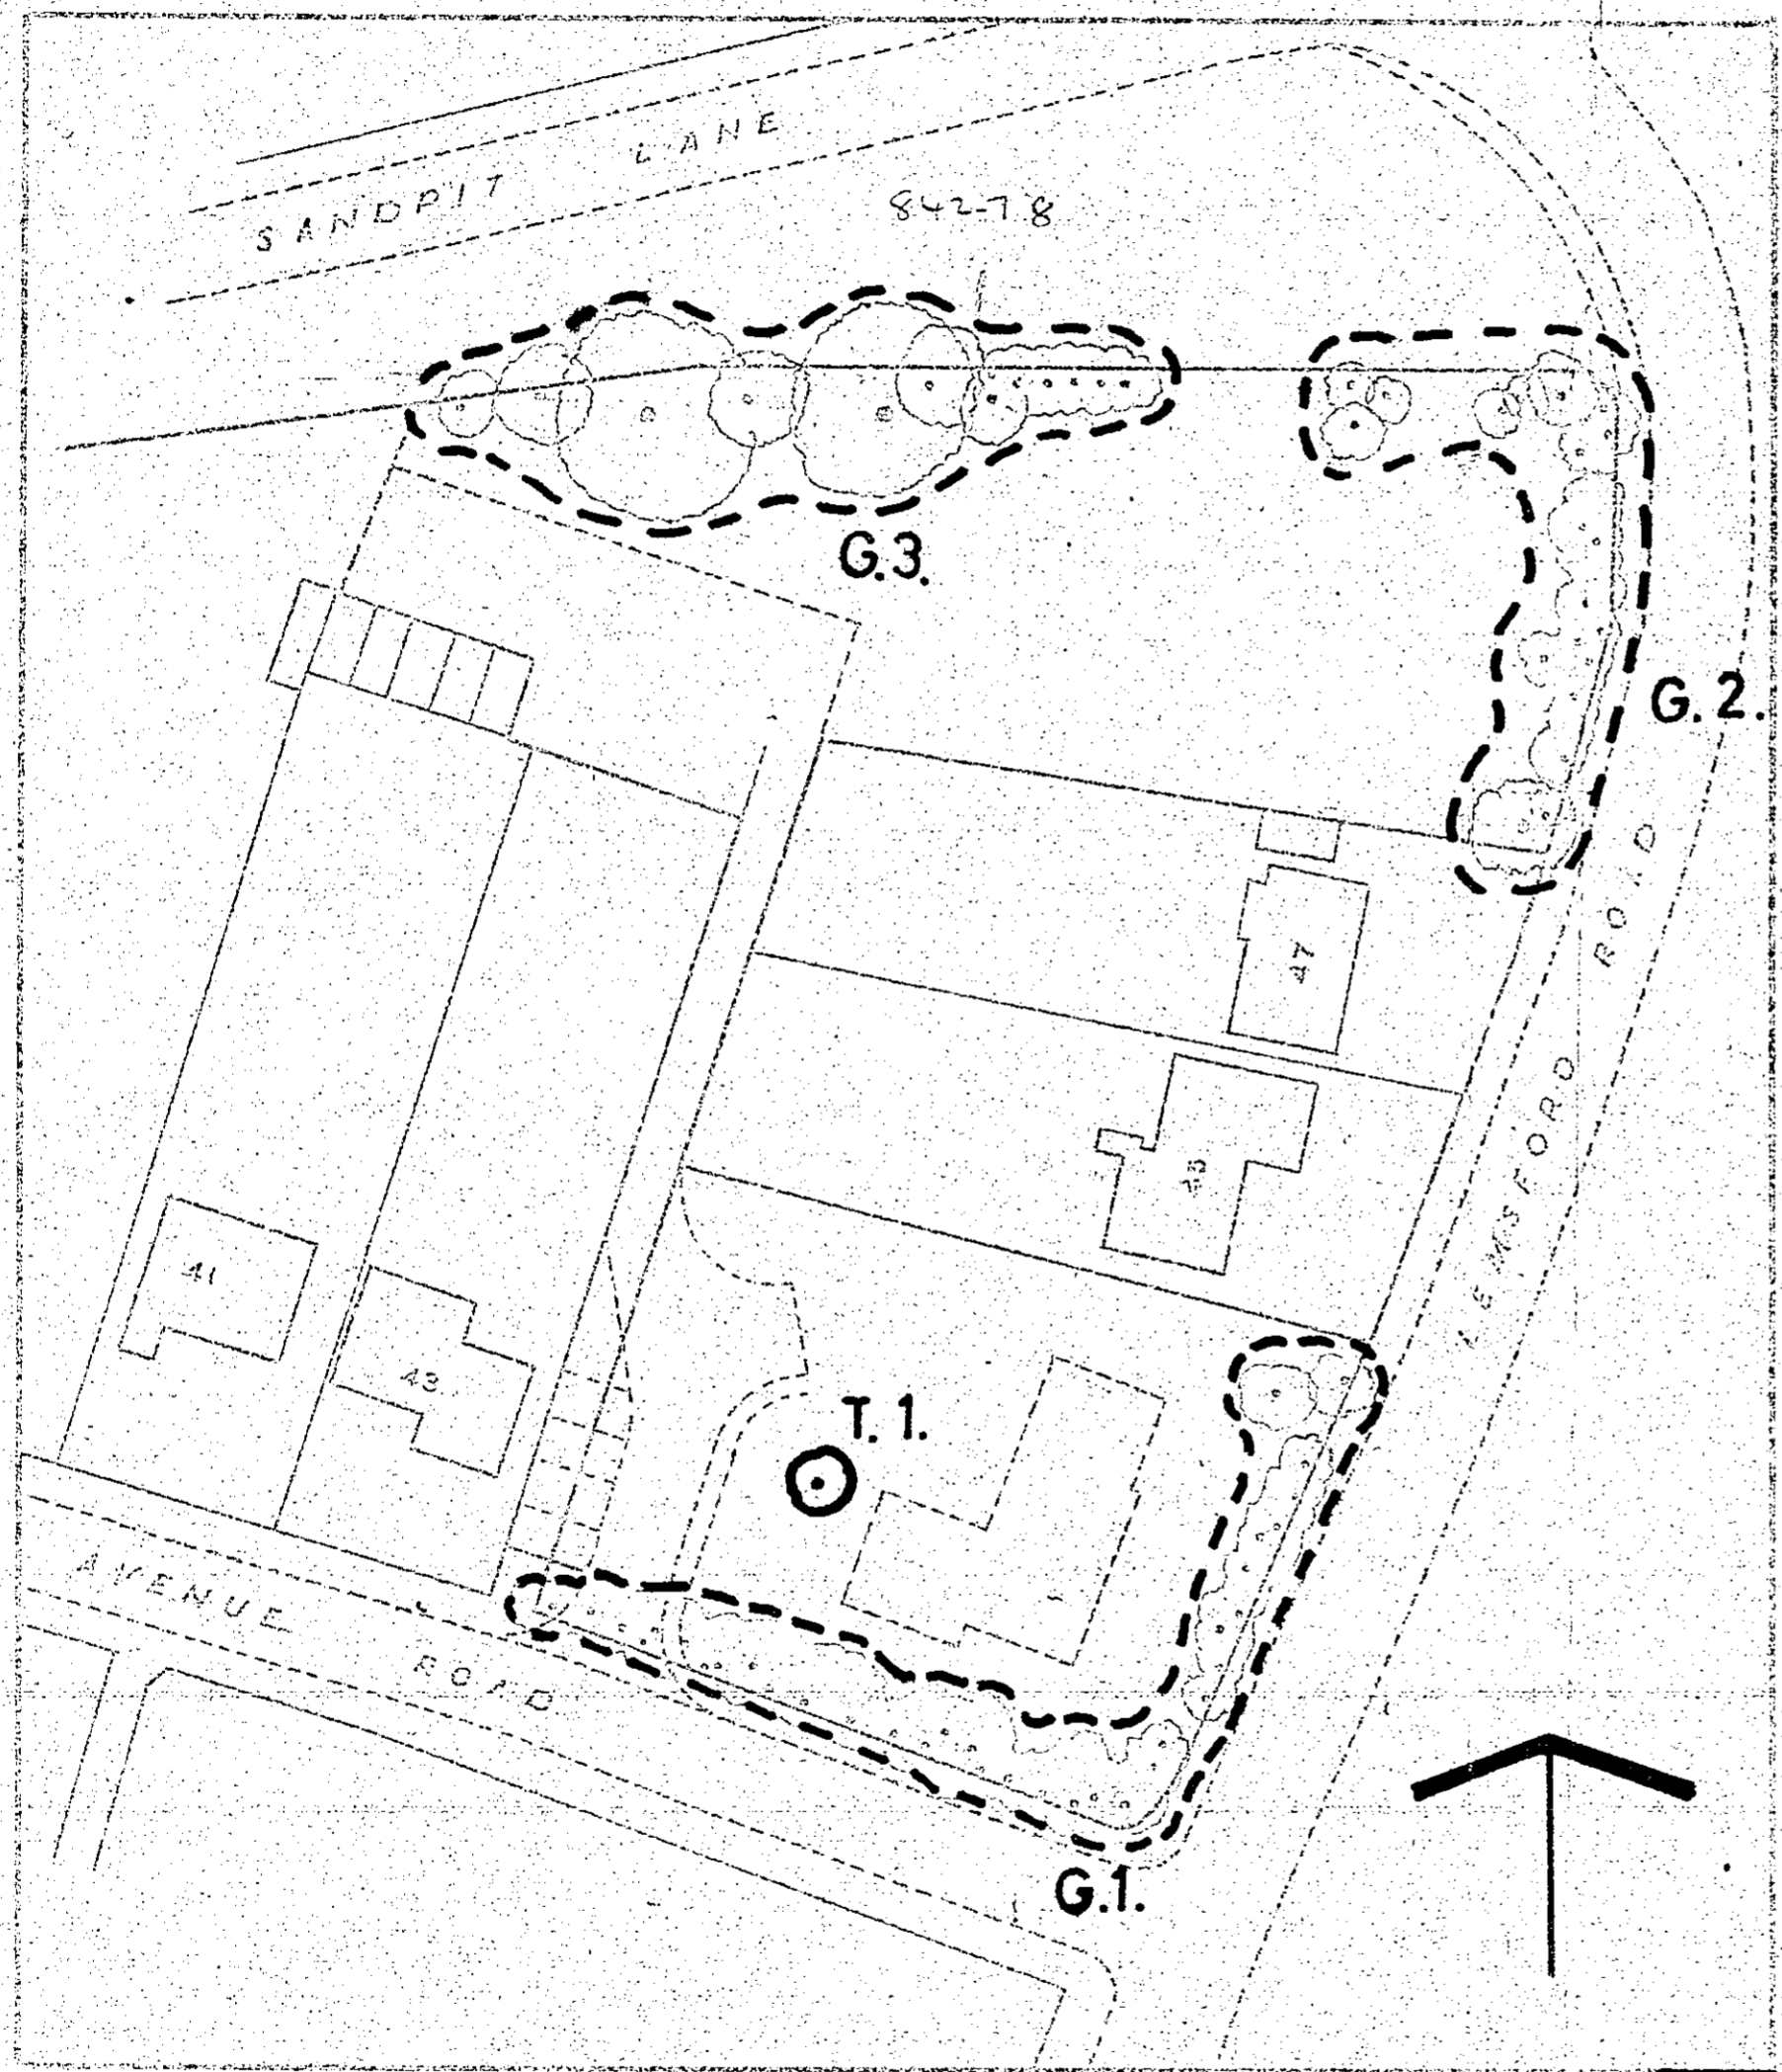 SANDPIT LANE
842-78
G.3.
G. 2.
47
45
LEMSFORD ROAD
41
43
T. 1.
AVENUE ROAD
G.1.